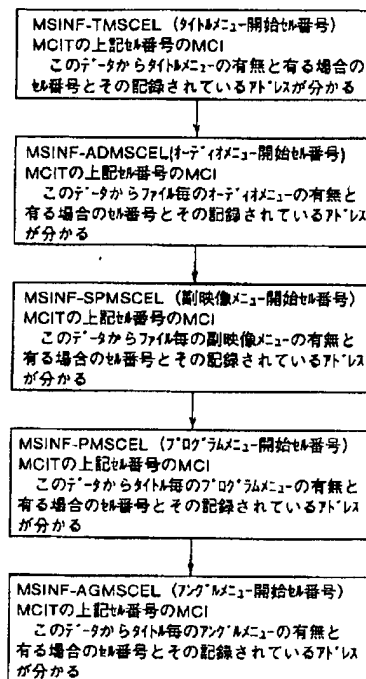 MSINF-TMSCEL (ﾀｲﾄﾙﾒﾆｭｰ開始ｾﾙ番号)
MCITの上記ｾﾙ番号のMCI
このﾃﾞｰﾀからﾀｲﾄﾙﾒﾆｭｰの有無と有る場合の
ｾﾙ番号とその記録されているｱﾄﾞﾚｽが分かる
MSINF-ADMSCEL(ｵｰﾃﾞｨｵﾒﾆｭｰ開始ｾﾙ番号)
MCITの上記ｾﾙ番号のMCI
このﾃﾞｰﾀからﾌｧｲﾙ毎のｵｰﾃﾞｨｵﾒﾆｭｰの有無と
有る場合のｾﾙ番号とその記録されているｱﾄﾞﾚｽ
が分かる
MSINF-SPMSCEL (副映像ﾒﾆｭｰ開始ｾﾙ番号)
MCITの上記ｾﾙ番号のMCI
このﾃﾞｰﾀからﾌｧｲﾙ毎の副映像ﾒﾆｭｰの有無と
有る場合のｾﾙ番号とその記録されているｱﾄﾞﾚｽ
が分かる
MSINF-PMSCEL (ﾌﾟﾛｸﾞﾗﾑﾒﾆｭｰ開始ｾﾙ番号)
MCITの上記ｾﾙ番号のMCI
このﾃﾞｰﾀからﾀｲﾄﾙ毎のﾌﾟﾛｸﾞﾗﾑﾒﾆｭｰの有無と
有る場合のｾﾙ番号とその記録されているｱﾄﾞﾚｽ
が分かる
MSINF-AGMSCEL (ｱﾝｸﾞﾙﾒﾆｭｰ開始ｾﾙ番号)
MCITの上記ｾﾙ番号のMCI
このﾃﾞｰﾀからﾀｲﾄﾙ毎のｱﾝｸﾞﾙﾒﾆｭｰの有無と
有る場合のｾﾙ番号とその記録されているｱﾄﾞﾚｽ
が分かる